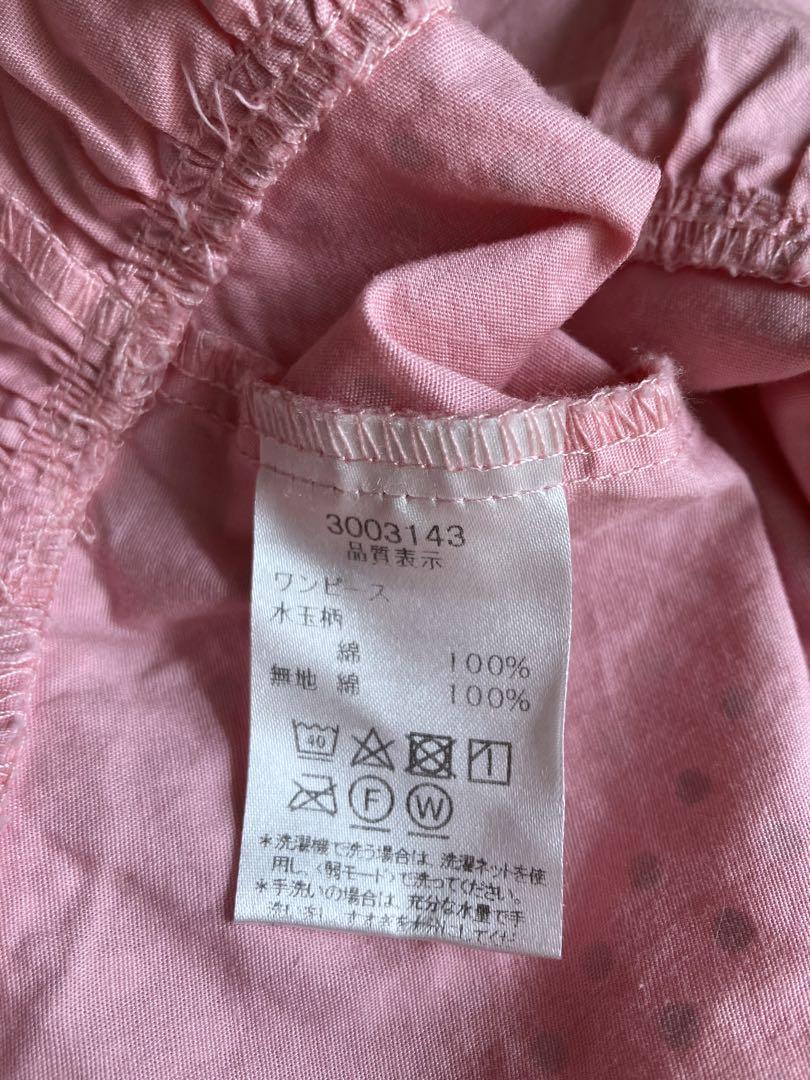 3003143
品質表示
ワンピース
水玉柄
綿 100%
無地 綿 100%
40
F W
*洗濯機で洗う場合は、洗濯ネットを使
用し、〈弱モード〉で洗ってください。
*手洗いの場合は、充分な水量で手
洗い